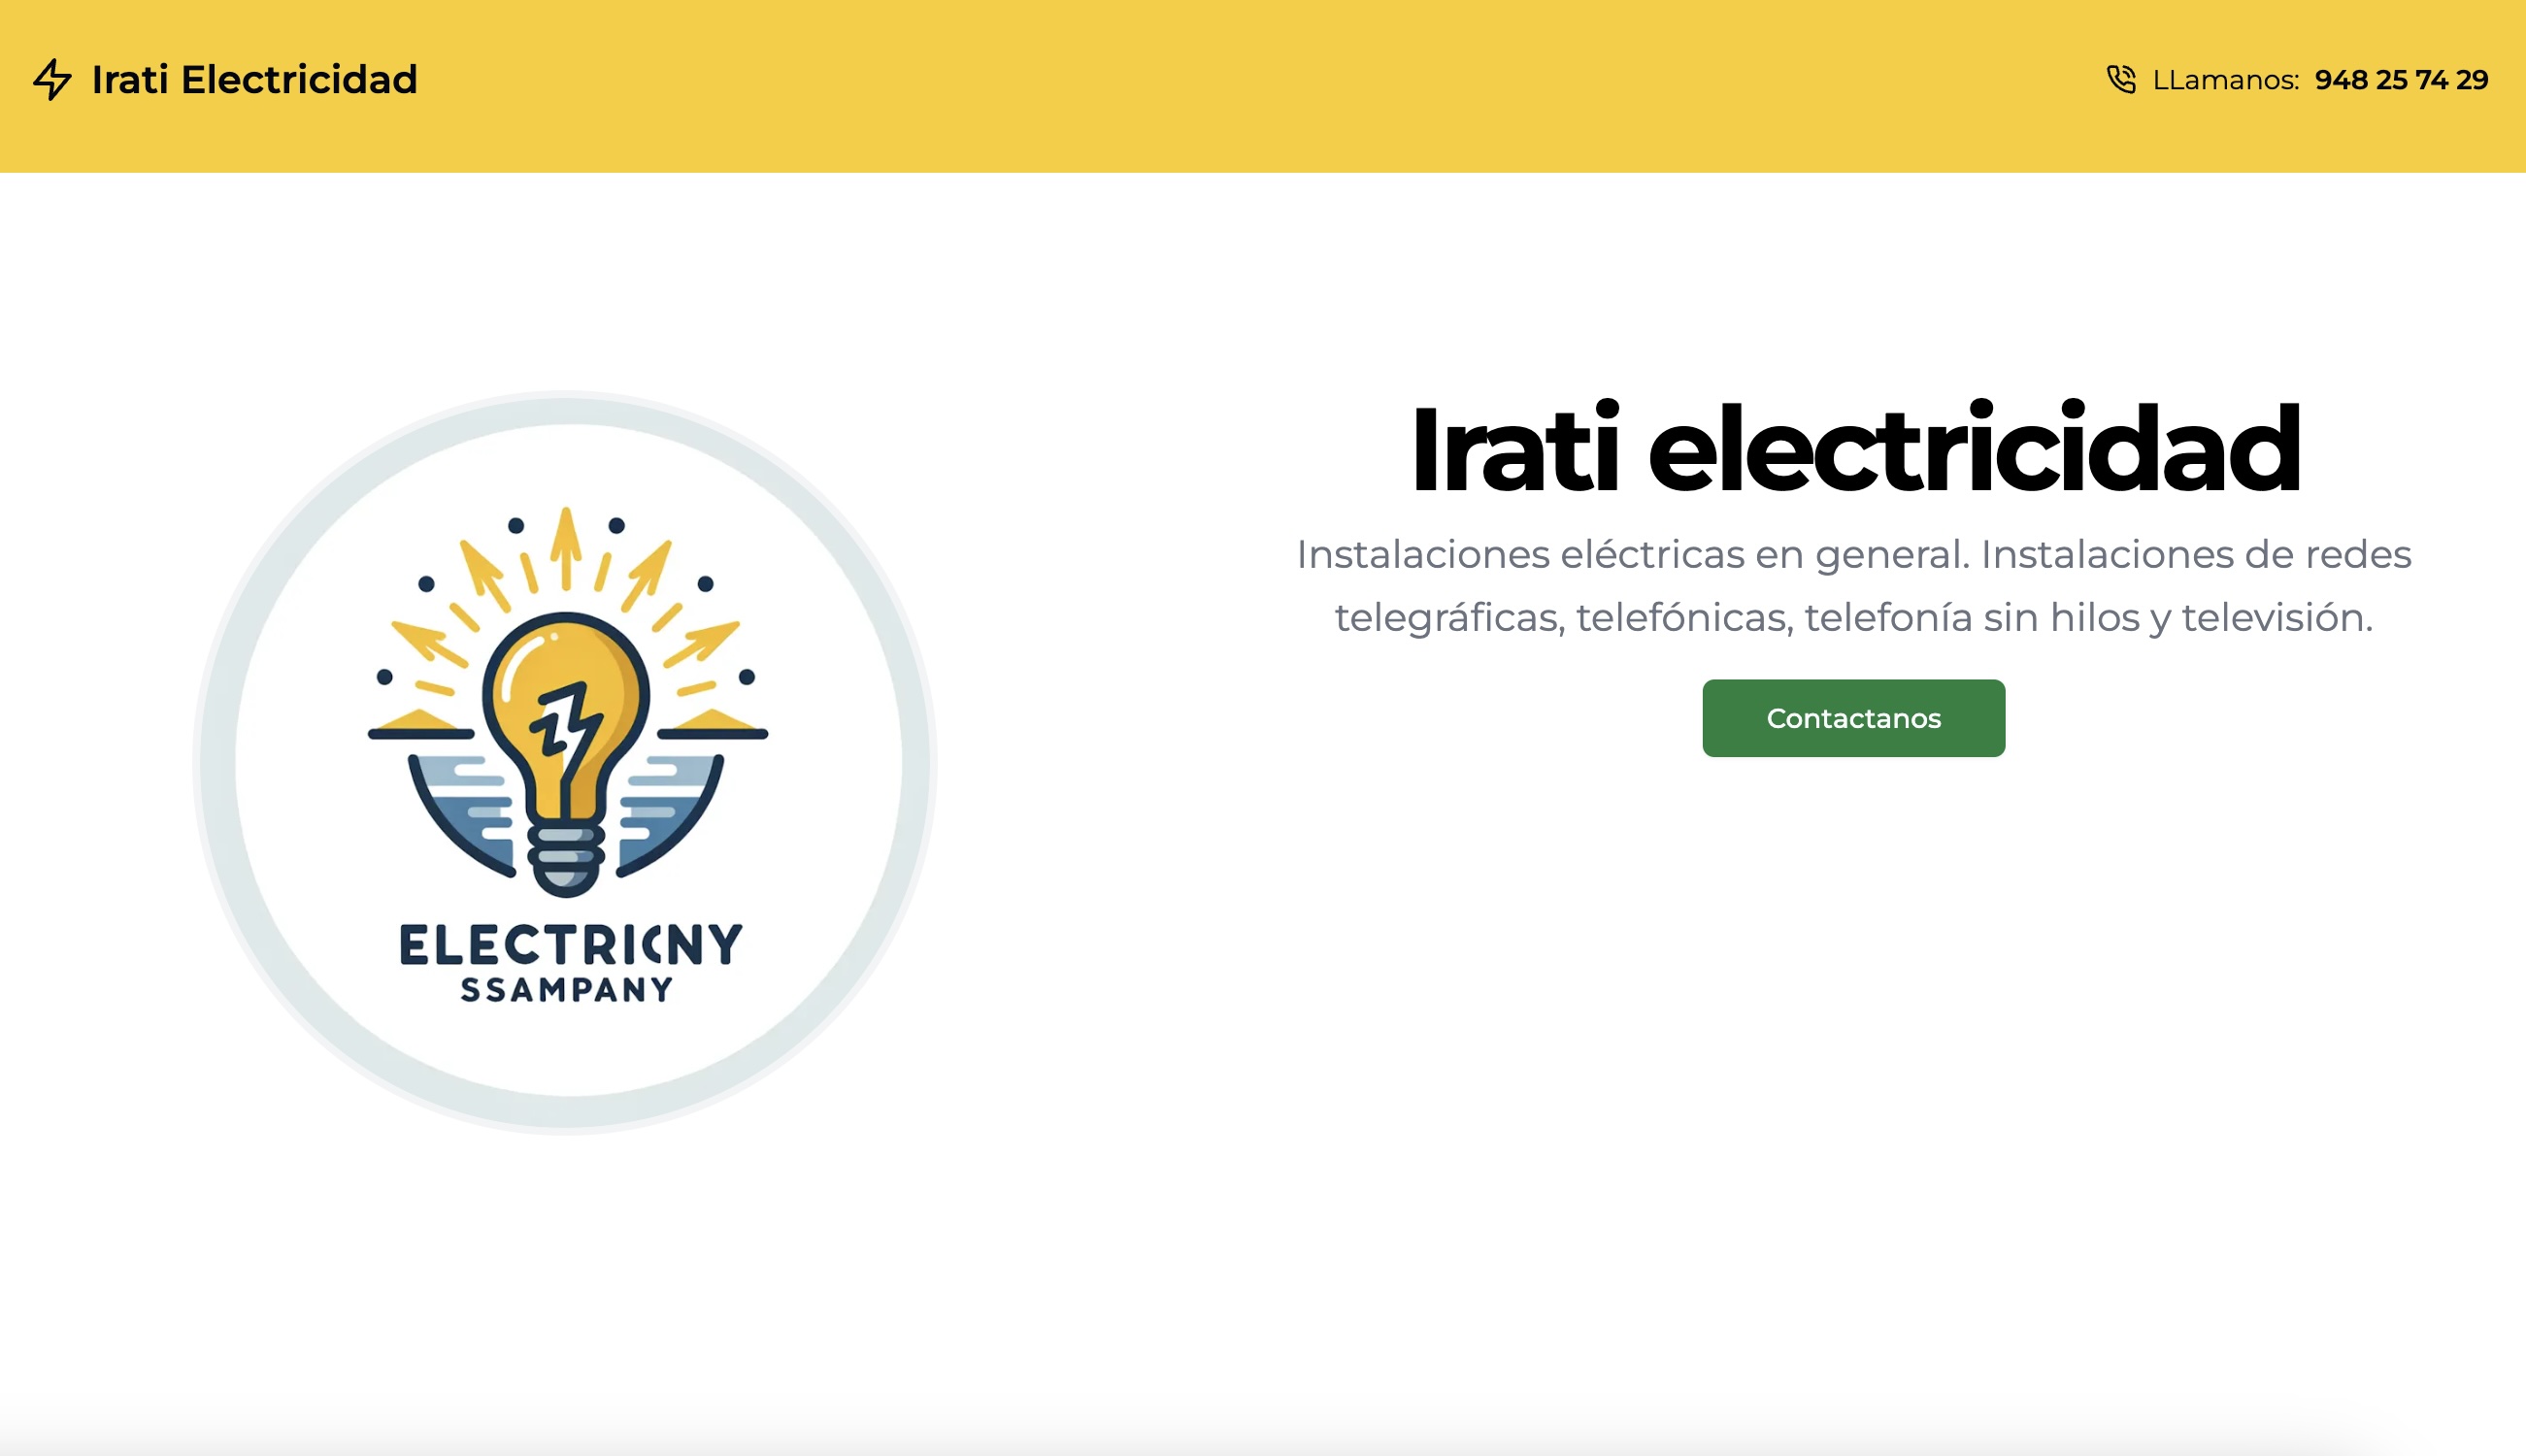 Irati Electricidad
LLamanos: 948 25 74 29
ELECTRICNY
SSAMPANY
Irati electricidad
Instalaciones eléctricas en general. Instalaciones de redes
telegráficas, telefónicas, telefonía sin hilos y televisión.
Contactanos